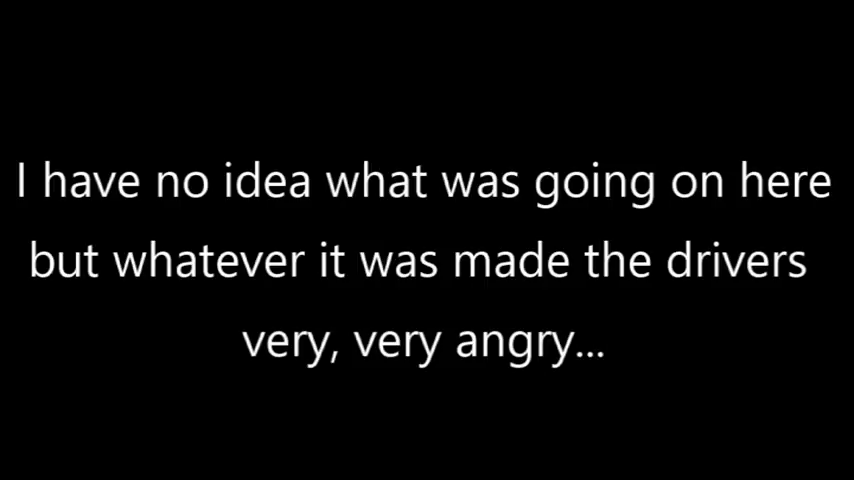 I have no idea what was going on here
but whatever it was made the drivers
very, very angry...